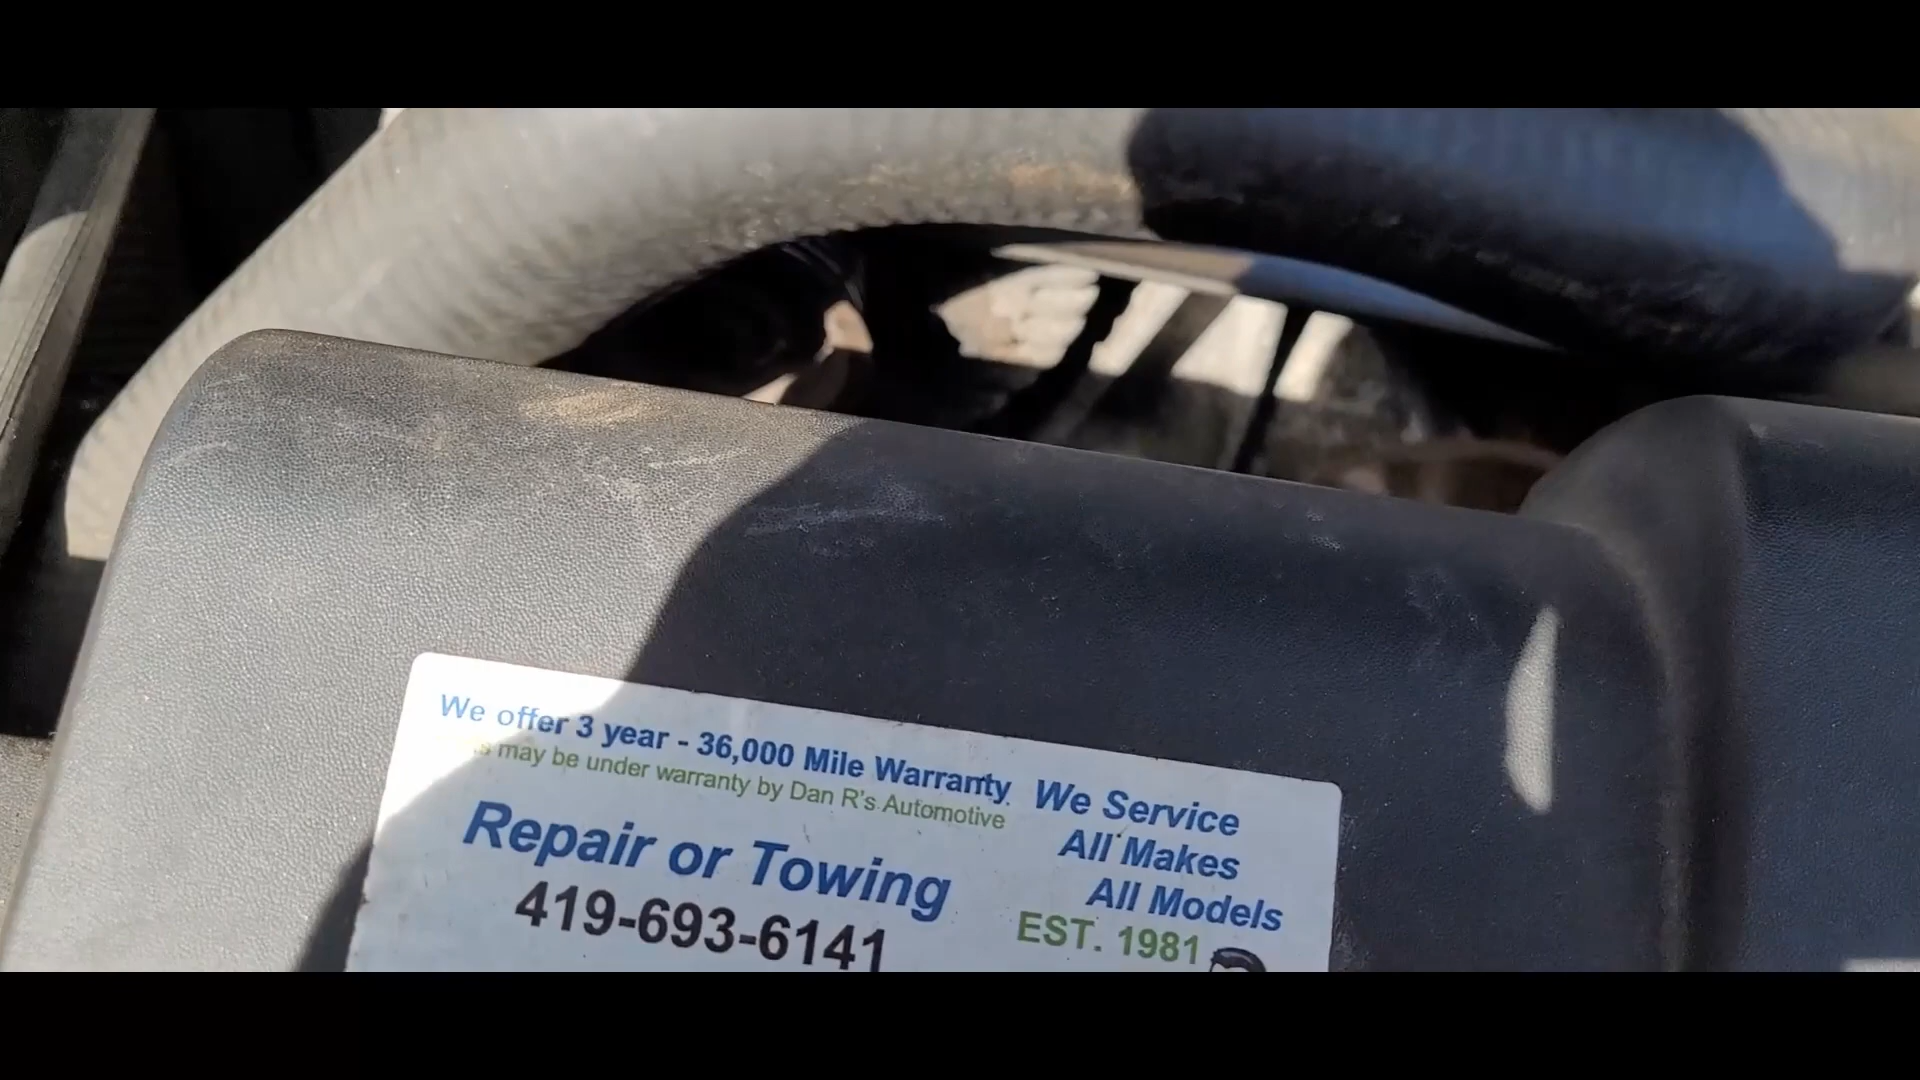 We offer 3 year - 36,000 Mile Warranty
may be under warranty by Dan R's Automotive
Repair or Towing
419-693-6141
We Service
All Makes
All Models
EST. 1981